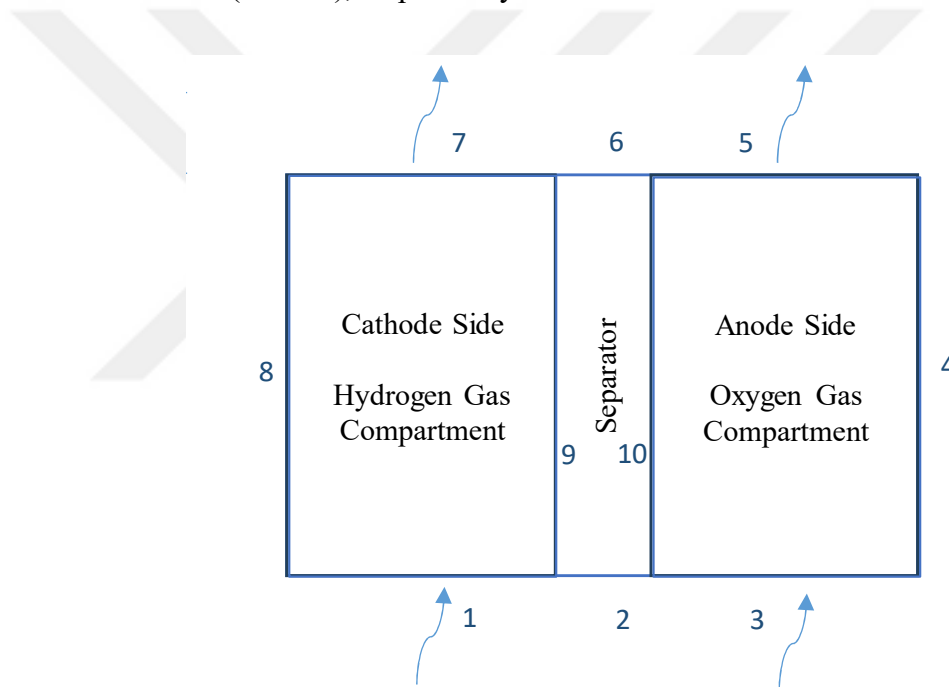 7 6 5
Cathode Side
Hydrogen Gas
Compartment
Separator
Anode Side
Oxygen Gas
Compartment
8
4
9 10
1 2 3